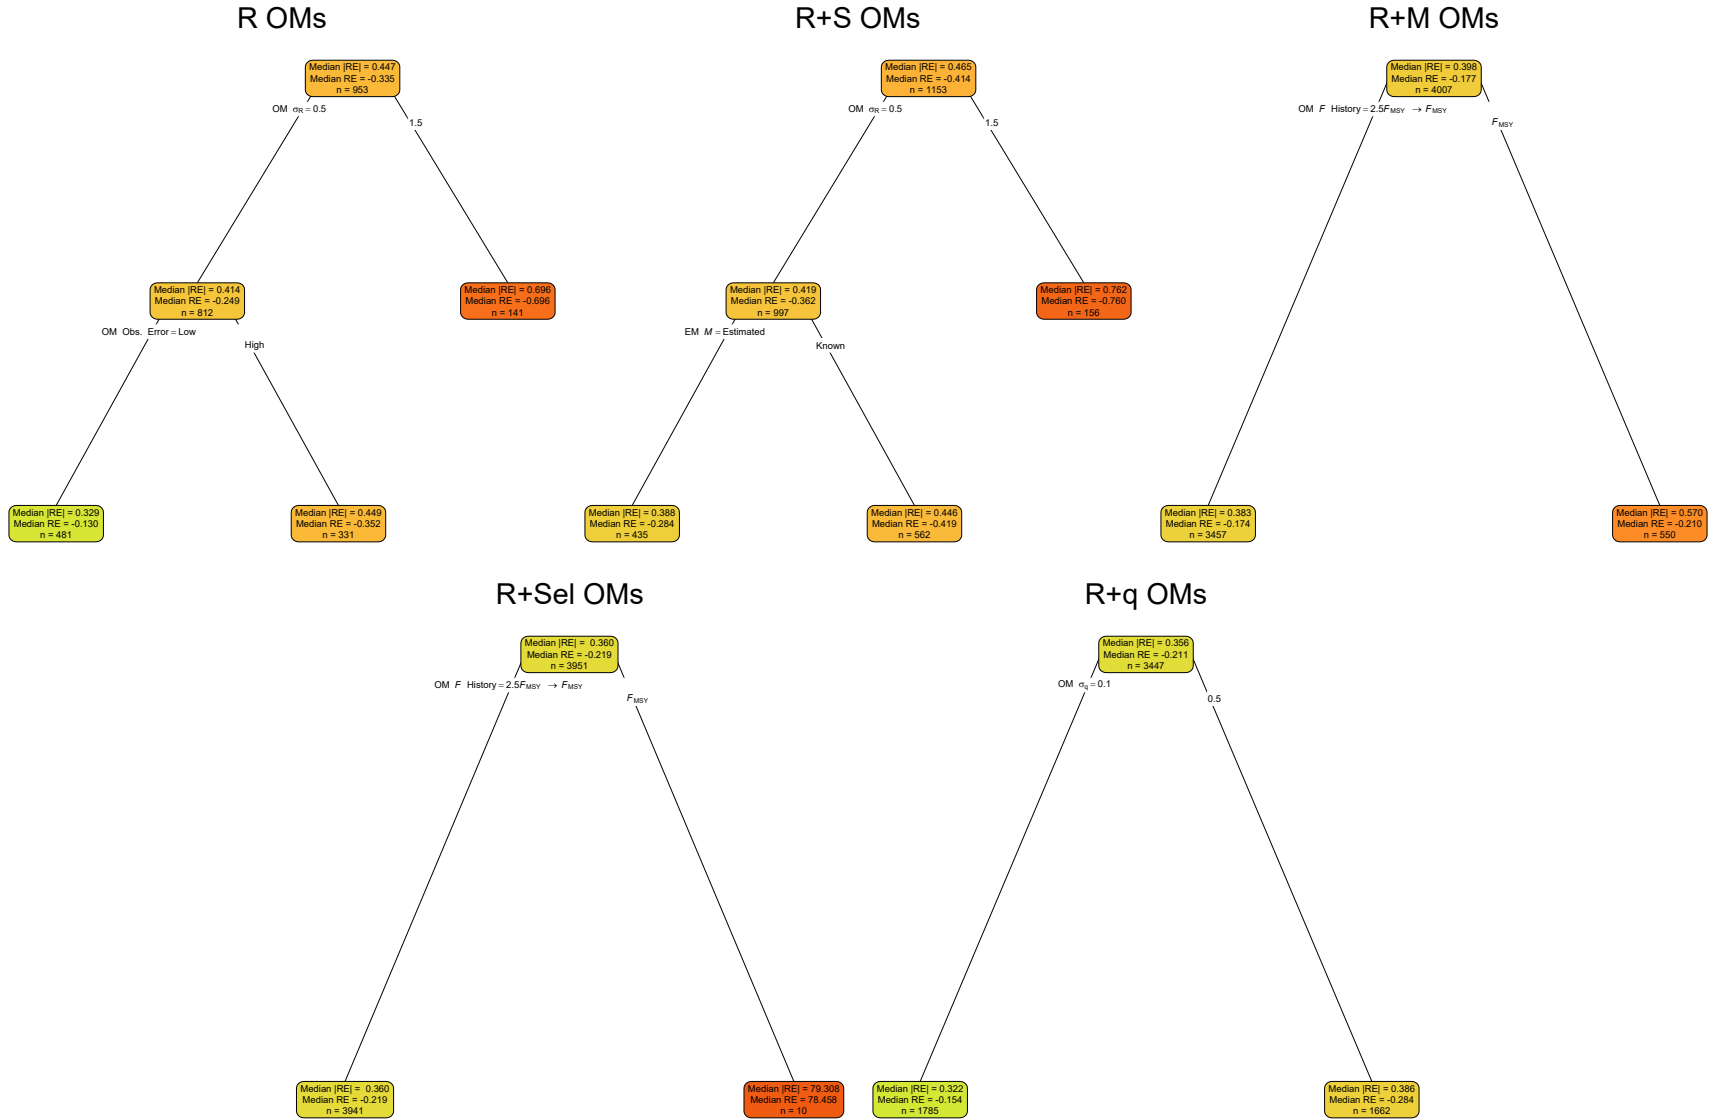 R OMs
Median |RE| = 0.447
Median RE = -0.335
n = 953
OM σR = 0.5
1.5
Median |RE| = 0.414
Median RE = -0.249
n = 812
Median |RE| = 0.696
Median RE = -0.696
n = 141
OM Obs. Error = Low
High
Median |RE| = 0.329
Median RE = -0.130
n = 481
Median |RE| = 0.449
Median RE = -0.352
n = 331
R+S OMs
Median |RE| = 0.465
Median RE = -0.414
n = 1153
OM σR = 0.5
1.5
Median |RE| = 0.419
Median RE = -0.362
n = 997
Median |RE| = 0.762
Median RE = -0.760
n = 156
EM M = Estimated
Known
Median |RE| = 0.388
Median RE = -0.284
n = 435
Median |RE| = 0.446
Median RE = -0.419
n = 562
R+M OMs
Median |RE| = 0.398
Median RE = -0.177
n = 4007
OM F History = 2.5FMSY → FMSY
FMSY
Median |RE| = 0.383
Median RE = -0.174
n = 3457
Median |RE| = 0.570
Median RE = -0.210
n = 550
R+Sel OMs
Median |RE| = 0.360
Median RE = -0.219
n = 3951
OM F History = 2.5FMSY → FMSY
FMSY
Median |RE| = 0.360
Median RE = -0.219
n = 3941
Median |RE| = 79.308
Median RE = 78.458
n = 10
R+q OMs
Median |RE| = 0.356
Median RE = -0.211
n = 3447
OM σq = 0.1
0.5
Median |RE| = 0.322
Median RE = -0.154
n = 1785
Median |RE| = 0.386
Median RE = -0.284
n = 1662